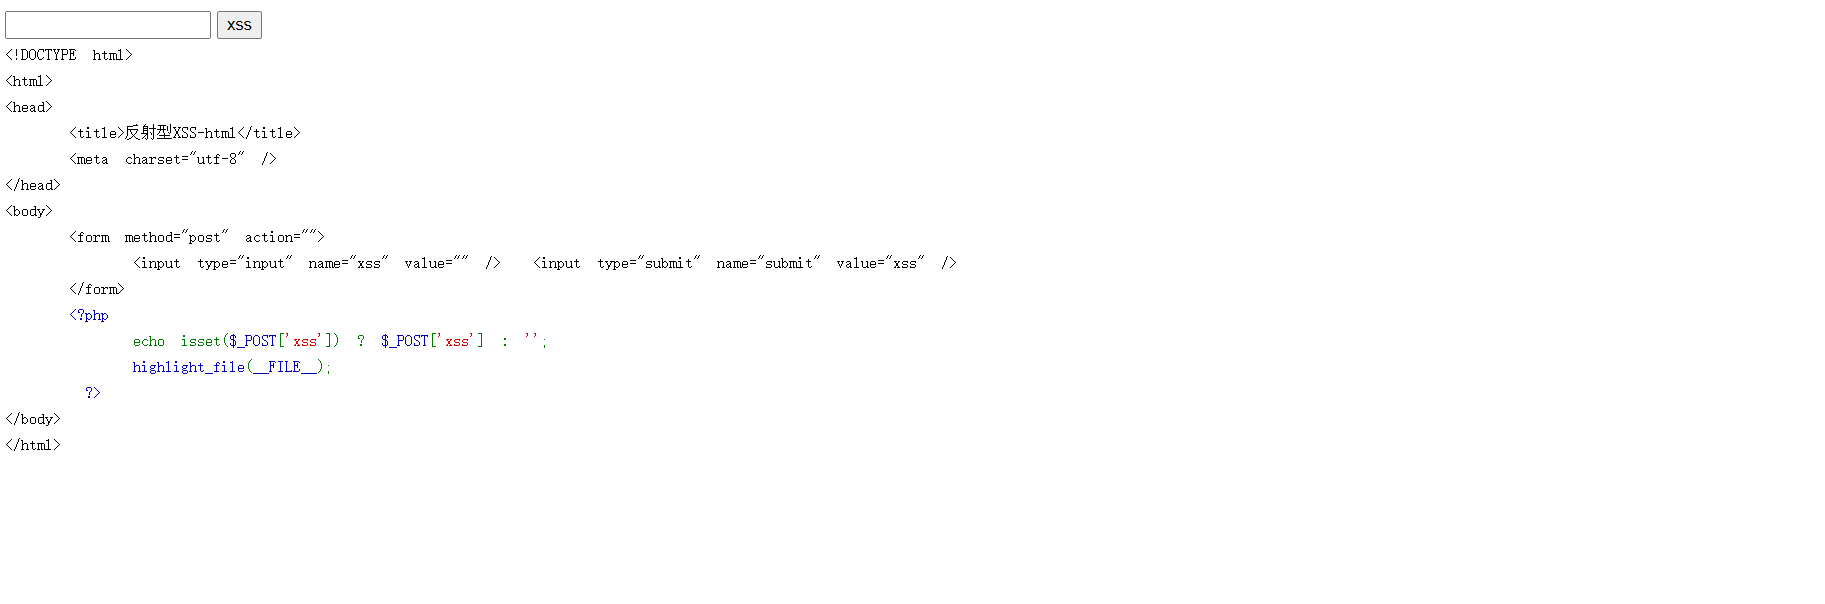 xss
<!DOCTYPE html>
<html>
<head>
<title>反射型XSS-html</title>
<meta charset="utf-8" />
</head>
<body>
<form method="post" action="">
<input type="input" name="xss" value="" /> <input type="submit" name="submit" value="xss" />
</form>
<?php
echo isset($_POST['xss']) ? $_POST['xss'] : '';
highlight_file(__FILE__);
?>
</body>
</html>